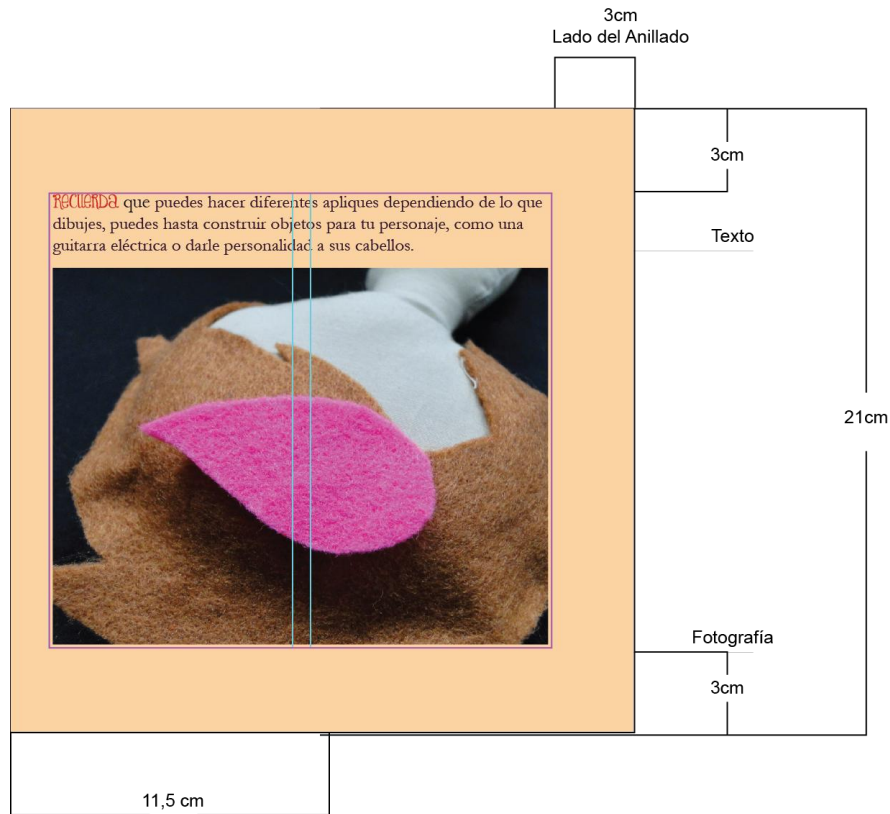 3cm
Lado del Anillado
3cm
RECUERDA que puedes hacer diferentes apliques dependiendo de lo que
dibujes, puedes hasta construir objetos para tu personaje, como una
guitarra eléctrica o darle personalidad a sus cabellos.
Texto
21cm
Fotografía
3cm
11,5 cm